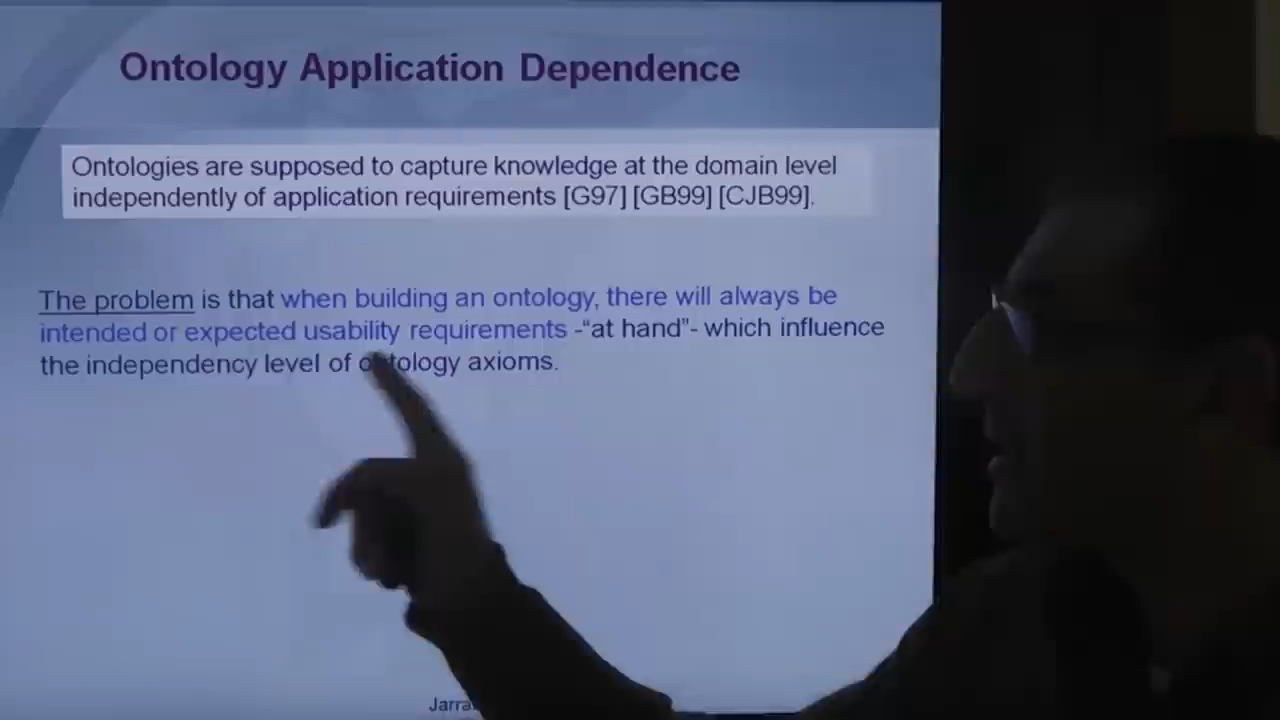 Ontology Application Dependence
Ontologies are supposed to capture knowledge at the domain level
independently of application requirements [G97] [GB99] [CJB99].
The problem is that when building an ontology, there will always be
intended or expected usability requirements -“at hand”- which influence
the independency level of ontology axioms.